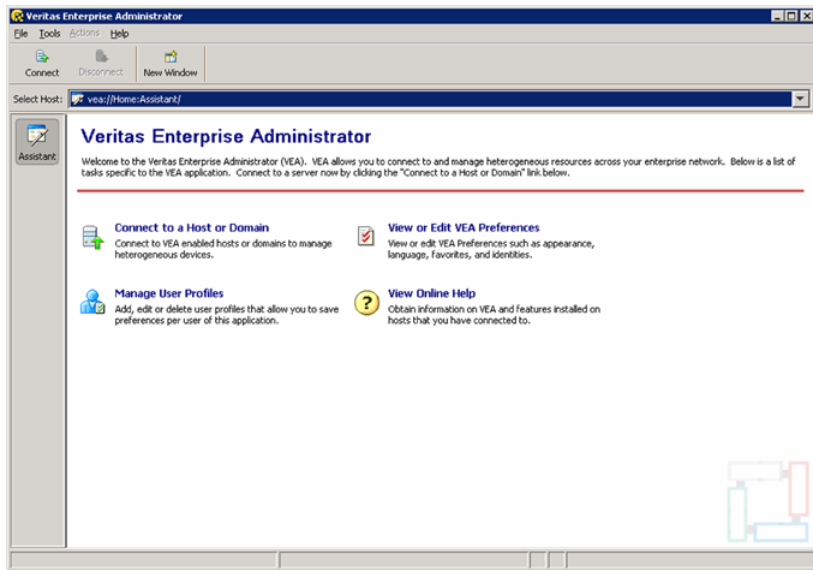 Veritas Enterprise Administrator
File Tools Actions Help
Connect Disconnect New Window
Select Host: vea://Home:Assistant/
Assistant
Veritas Enterprise Administrator
Welcome to the Veritas Enterprise Administrator (VEA). VEA allows you to connect to and manage heterogeneous resources across your enterprise network. Below is a list of
tasks specific to the VEA application. Connect to a server now by clicking the "Connect to a Host or Domain" link below.
Connect to a Host or Domain
Connect to VEA enabled hosts or domains to manage
heterogeneous devices.
View or Edit VEA Preferences
View or edit VEA Preferences such as appearance,
language, favorites, and identities.
Manage User Profiles
Add, edit or delete user profiles that allow you to save
preferences per user of this application.
?
View Online Help
Obtain information on VEA and features installed on
hosts that you have connected to.